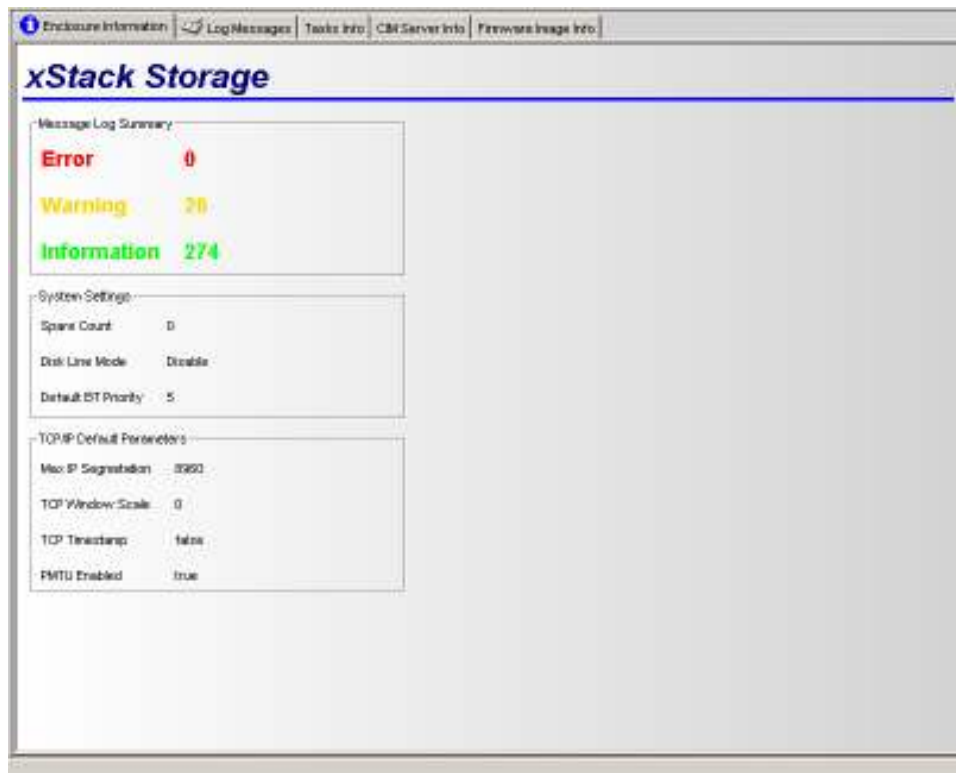 Enclosure Information Log Messages Tasks Info CIM Server Info Firmware Image Info
xStack Storage
Message Log Summary
Error 0
Warning 26
Information 274
System Settings
Spare Count 0
Disk Line Mode Disable
Default BT Priority 5
TCP/IP Default Parameters
Max IP Segmetation 8960
TCP Window Scale 0
TCP Timestamp false
PMTU Enabled true